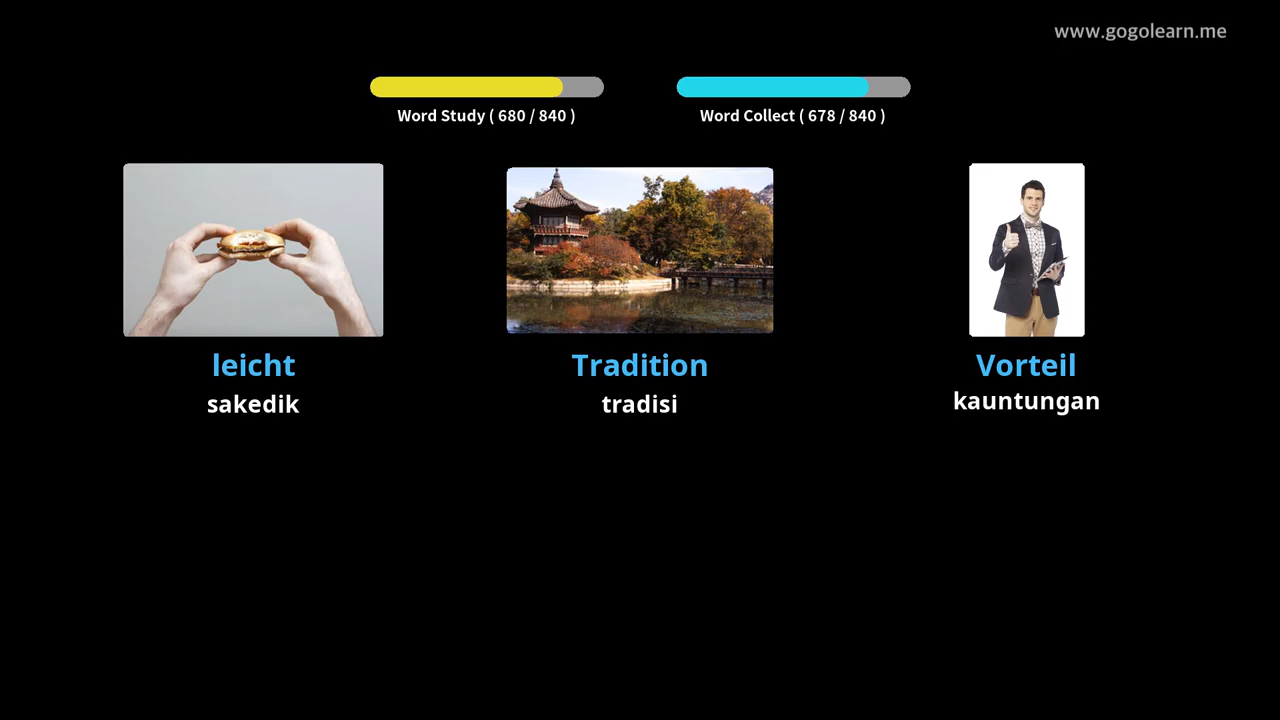 www.gogolearn.me
Word Study ( 680 / 840 )
Word Collect ( 678 / 840 )
leicht
sakedik
Tradition
tradisi
Vorteil
kauntungan